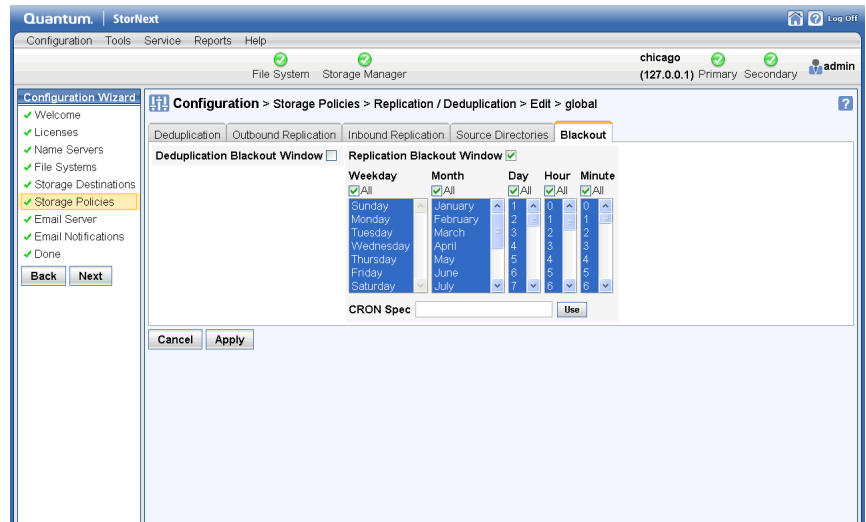 Quantum. StorNext
Log Off
Configuration Tools Service Reports Help
File System Storage Manager
chicago
(127.0.0.1) Primary Secondary
admin
Configuration Wizard
Welcome
Licenses
Name Servers
File Systems
Storage Destinations
Storage Policies
Email Server
Email Notifications
Done
Back Next
Configuration > Storage Policies > Replication / Deduplication > Edit > global
?
Deduplication Outbound Replication Inbound Replication Source Directories Blackout
Deduplication Blackout Window Replication Blackout Window
Weekday Month Day Hour Minute
All All All All All
Sunday January 1 0 0
Monday February 2 1 1
Tuesday March 3 2 2
Wednesday April 4 3 3
Thursday May 5 4 4
Friday June 6 5 5
Saturday July 7 6 6
CRON Spec Use
Cancel Apply